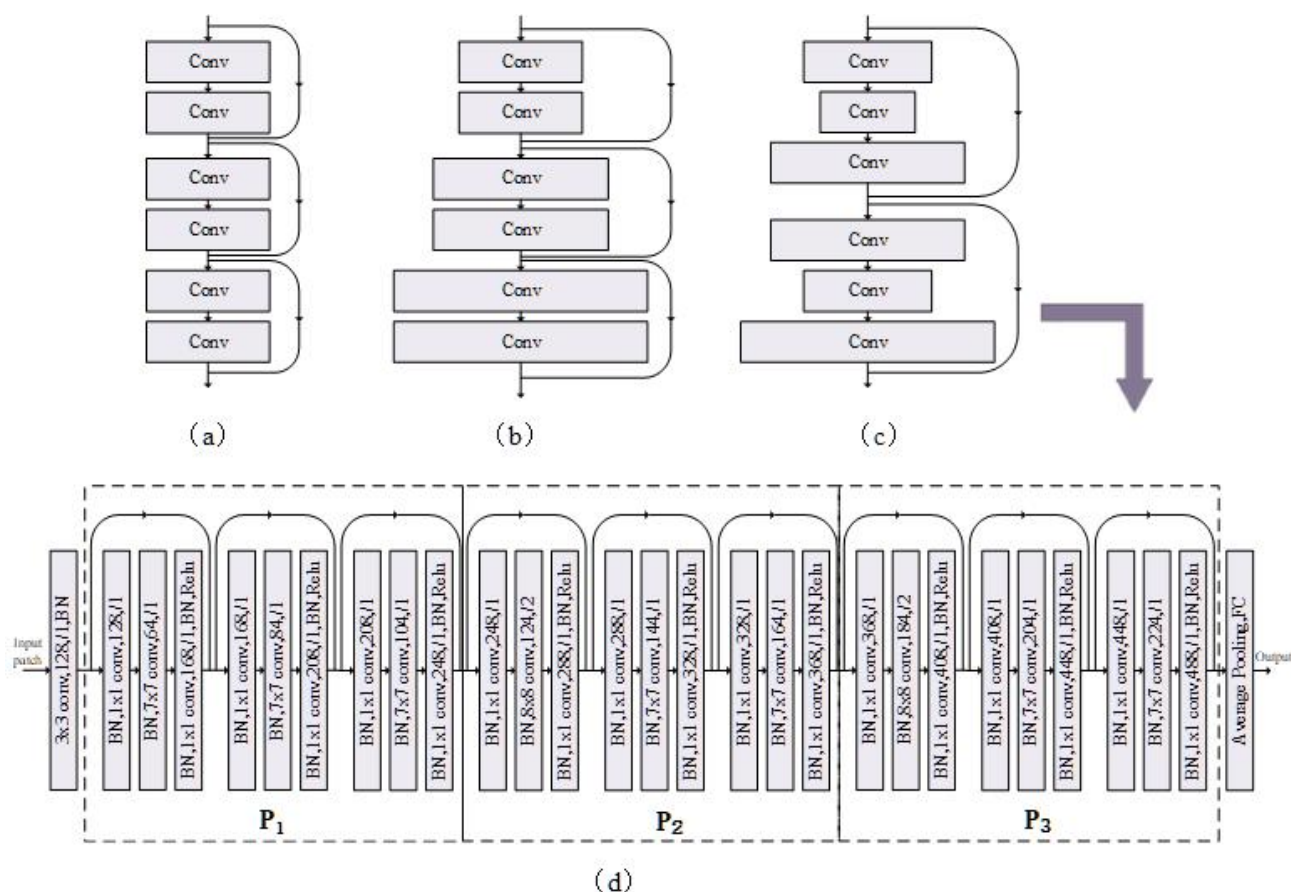 Conv
Conv
Conv
Conv
Conv
Conv
(a)
Conv
Conv
Conv
Conv
Conv
Conv
(b)
Conv
Conv
Conv
Conv
Conv
Conv
(c)
Input
patch
3x3 conv,128,/1,BN
BN,1x1 conv,128,/1
BN,7x7 conv,64,/1
BN,1x1 conv,168,/1,BN,Relu
BN,1x1 conv,168,/1
BN,7x7 conv,84,/1
BN,1x1 conv,208,/1,BN,Relu
BN,1x1 conv,208,/1
BN,7x7 conv,104,/1
BN,1x1 conv,248,/1,BN,Relu
P1
BN,1x1 conv,248,/1
BN,8x8 conv,124,/2
BN,1x1 conv,288,/1,BN,Relu
BN,1x1 conv,288,/1
BN,7x7 conv,144,/1
BN,1x1 conv,328,/1,BN,Relu
BN,1x1 conv,328,/1
BN,7x7 conv,164,/1
BN,1x1 conv,368,/1,BN,Relu
P2
BN,1x1 conv,368,/1
BN,8x8 conv,184,/2
BN,1x1 conv,408,/1,BN,Relu
BN,1x1 conv,408,/1
BN,7x7 conv,204,/1
BN,1x1 conv,448,/1,BN,Relu
BN,1x1 conv,448,/1
BN,7x7 conv,224,/1
BN,1x1 conv,488,/1,BN,Relu
P3
Average Pooling,FC
Output
(d)